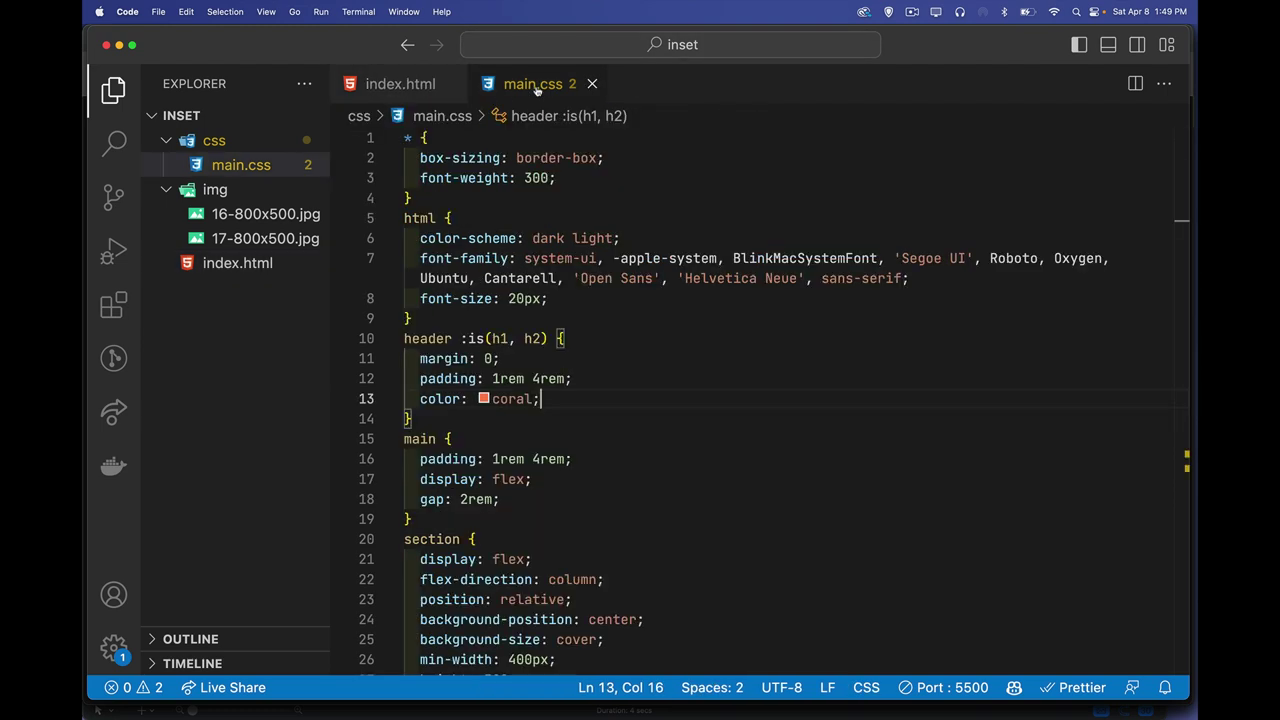 Code File Edit Selection View Go Run Terminal Window Help Sat Apr 8 1:49 PM
inset
EXPLORER
index.html
main.css 2
css > main.css > header :is(h1, h2)
INSET
css
main.css 2
img
16-800x500.jpg
17-800x500.jpg
index.html
1 * {
2 box-sizing: border-box;
3 font-weight: 300;
4 }
5 html {
6 color-scheme: dark light;
7 font-family: system-ui, -apple-system, BlinkMacSystemFont, 'Segoe UI', Roboto, Oxygen,
Ubuntu, Cantarell, 'Open Sans', 'Helvetica Neue', sans-serif;
8 font-size: 20px;
9 }
10 header :is(h1, h2) {
11 margin: 0;
12 padding: 1rem 4rem;
13 color: coral;
14 }
15 main {
16 padding: 1rem 4rem;
17 display: flex;
18 gap: 2rem;
19 }
20 section {
21 display: flex;
22 flex-direction: column;
23 position: relative;
24 background-position: center;
25 background-size: cover;
26 min-width: 400px;
OUTLINE
TIMELINE
1
0 2 Live Share Ln 13, Col 16 Spaces: 2 UTF-8 LF CSS Port : 5500 Prettier
Duration: 4 secs